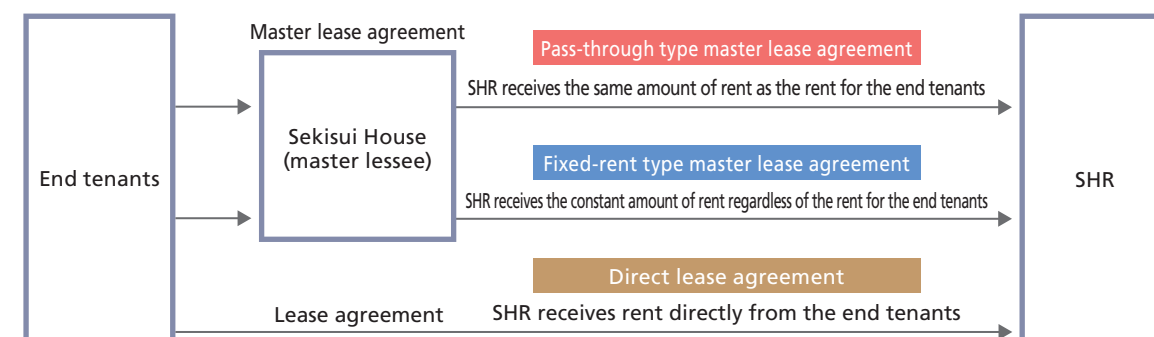 Master lease agreement
Pass-through type master lease agreement
SHR receives the same amount of rent as the rent for the end tenants
End tenants
Sekisui House
(master lessee)
Fixed-rent type master lease agreement
SHR
SHR receives the constant amount of rent regardless of the rent for the end tenants
Direct lease agreement
Lease agreement
SHR receives rent directly from the end tenants